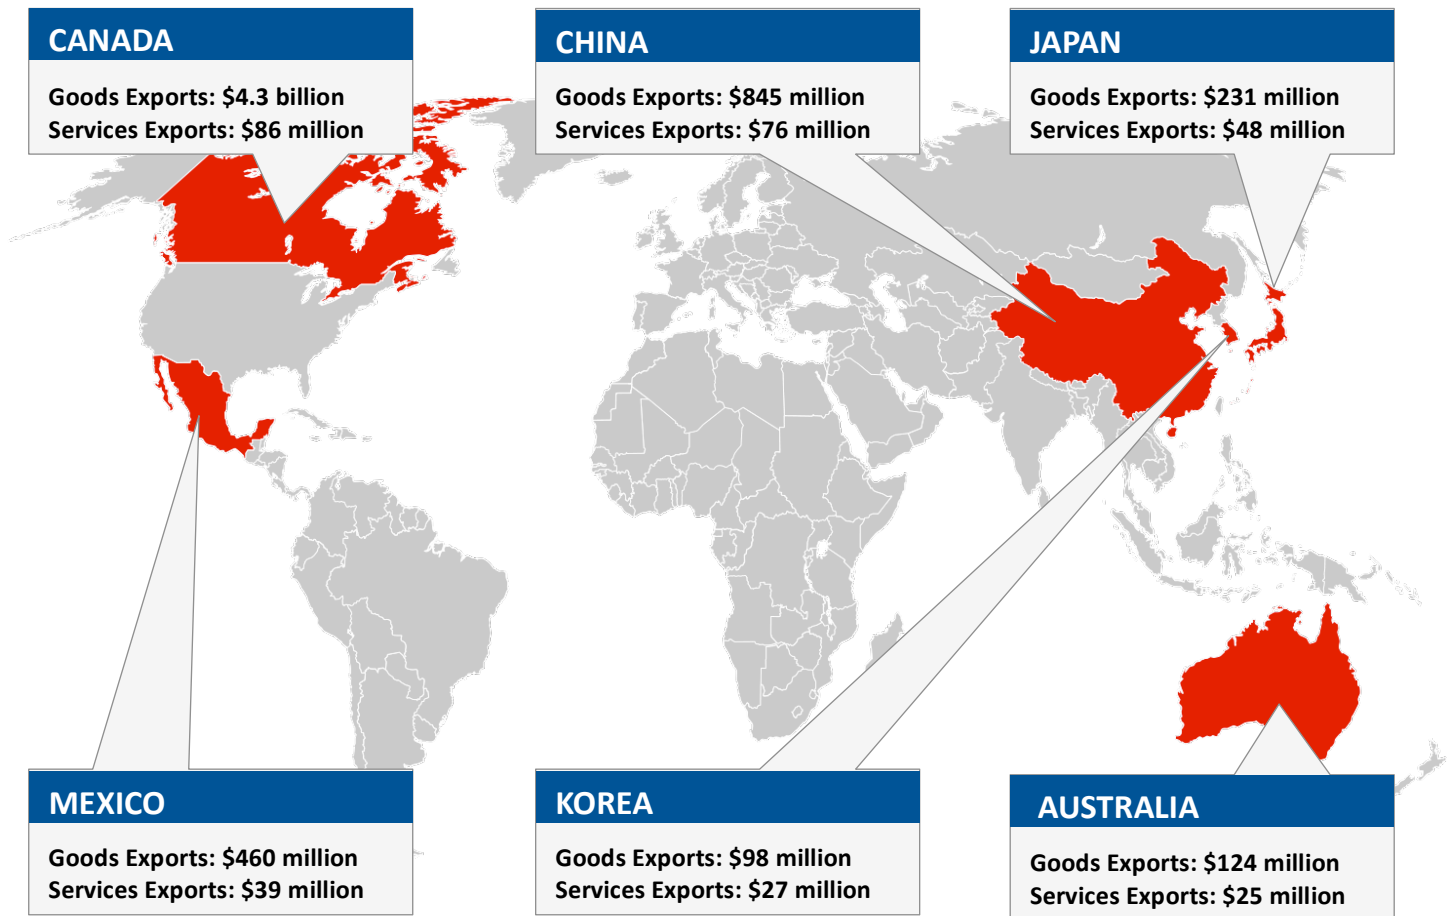 CANADA
Goods Exports: $4.3 billion
Services Exports: $86 million
CHINA
Goods Exports: $845 million
Services Exports: $76 million
JAPAN
Goods Exports: $231 million
Services Exports: $48 million
MEXICO
Goods Exports: $460 million
Services Exports: $39 million
KOREA
Goods Exports: $98 million
Services Exports: $27 million
AUSTRALIA
Goods Exports: $124 million
Services Exports: $25 million